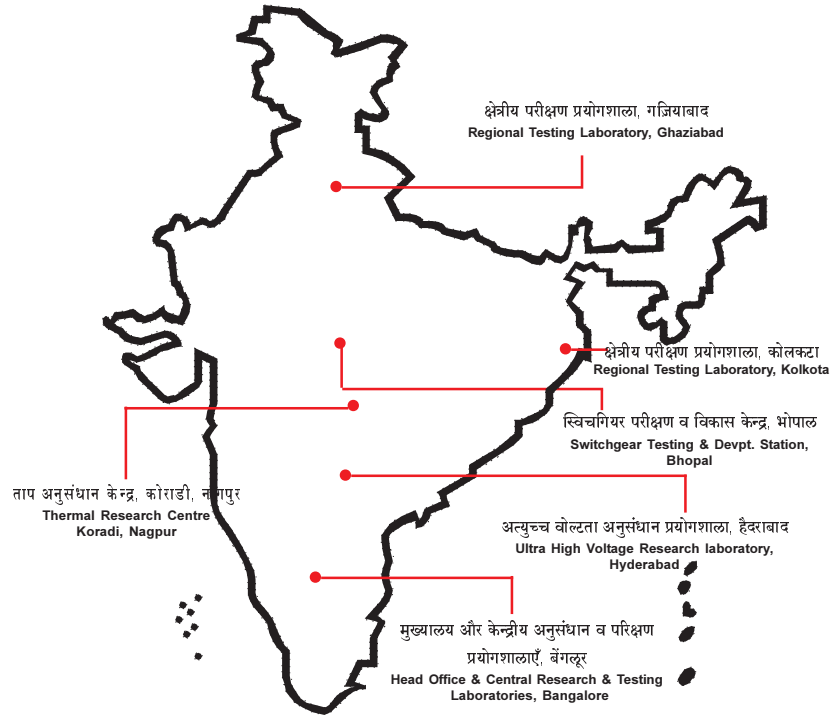 क्षेत्रीय परीक्षण प्रयोगशाला, गज़ियाबाद
Regional Testing Laboratory, Ghaziabad
क्षेत्रीय परीक्षण प्रयोगशाला, कोलकटा
Regional Testing Laboratory, Kolkota
स्विचगियर परीक्षण व विकास केन्द्र, भोपाल
Switchgear Testing & Devpt. Station,
Bhopal
ताप अनुसंधान केन्द्र, कोराडी, नागपुर
Thermal Research Centre
Koradi, Nagpur
अत्युच्च वोल्टता अनुसंधान प्रयोगशाला, हैदराबाद
Ultra High Voltage Research laboratory,
Hyderabad
मुख्यालय और केन्द्रीय अनुसंधान व परिक्षण
प्रयोगशालाएँ, बेंगलूर
Head Office & Central Research & Testing
Laboratories, Bangalore